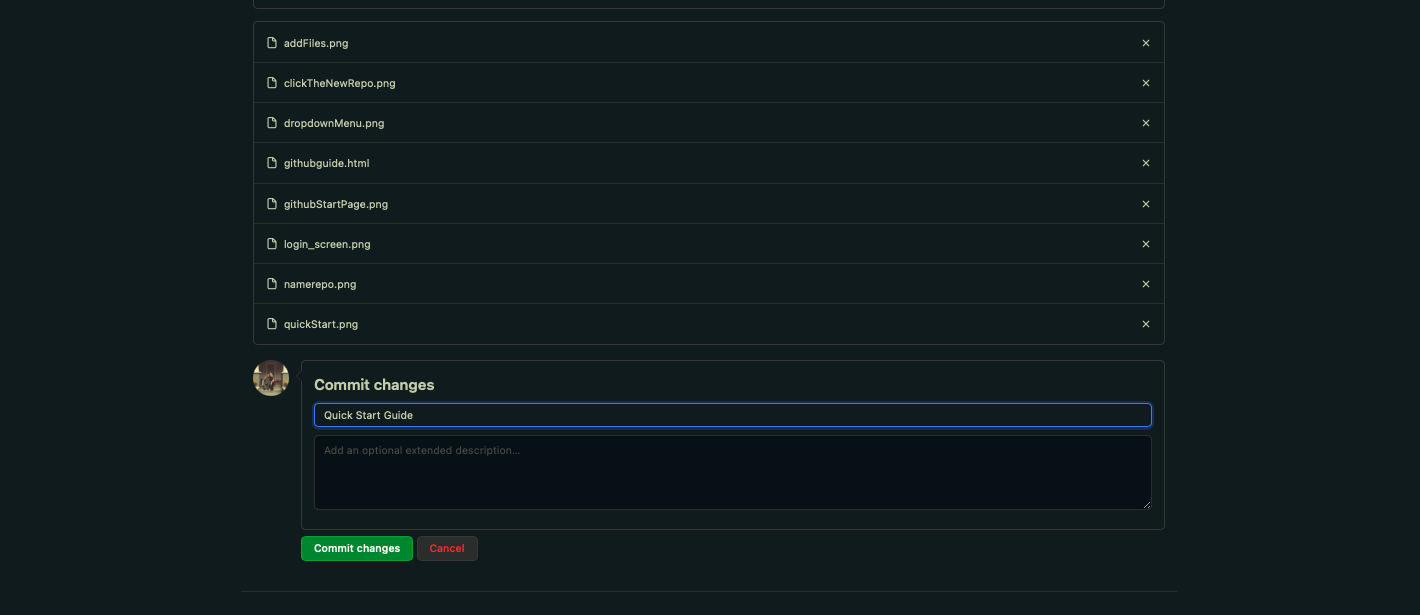 addFiles.png
clickTheNewRepo.png
dropdownMenu.png
githubguide.html
githubStartPage.png
login_screen.png
namerepo.png
quickStart.png
Commit changes
Quick Start Guide
Add an optional extended description...
Commit changes
Cancel